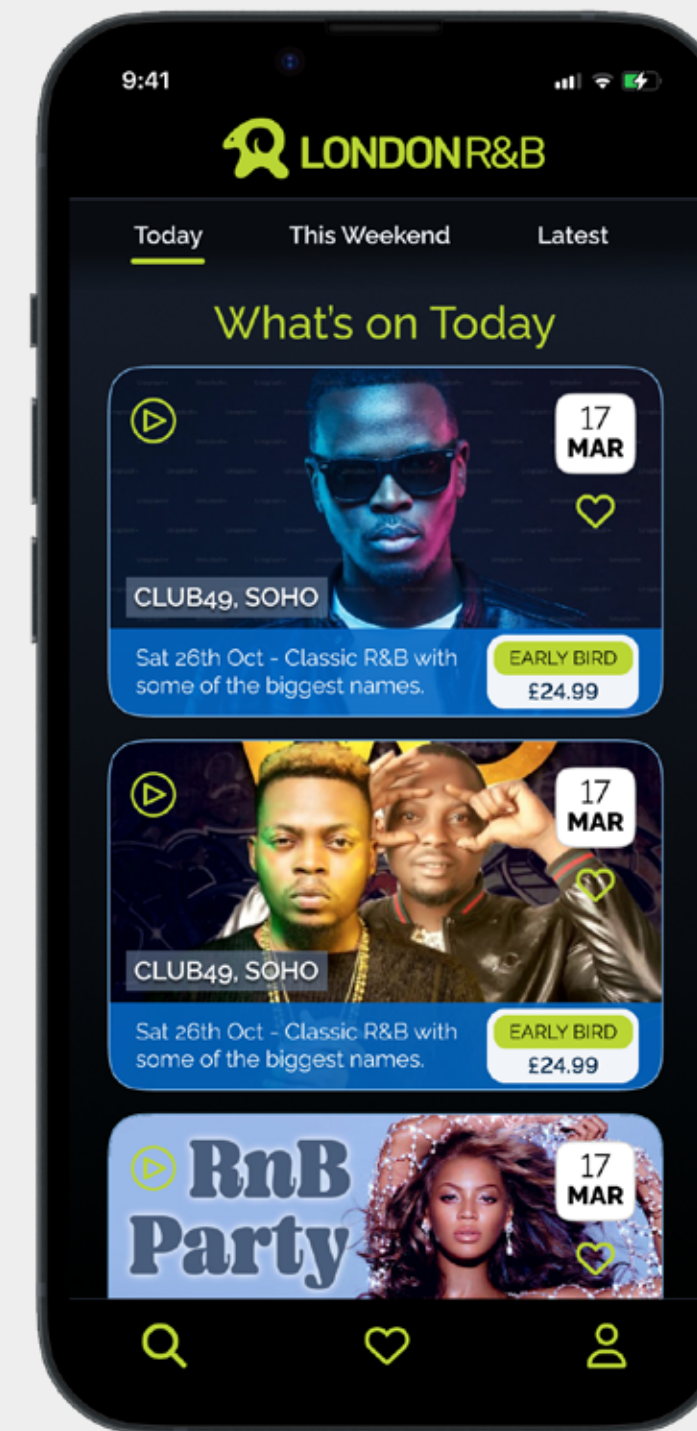 9:41
LONDONR&B
Today This Weekend Latest
What's on Today
17
MAR
CLUB49, SOHO
Sat 26th Oct - Classic R&B with
some of the biggest names.
EARLY BIRD
£24.99
17
MAR
CLUB49, SOHO
Sat 26th Oct - Classic R&B with
some of the biggest names.
EARLY BIRD
£24.99
RnB
Party
17
MAR